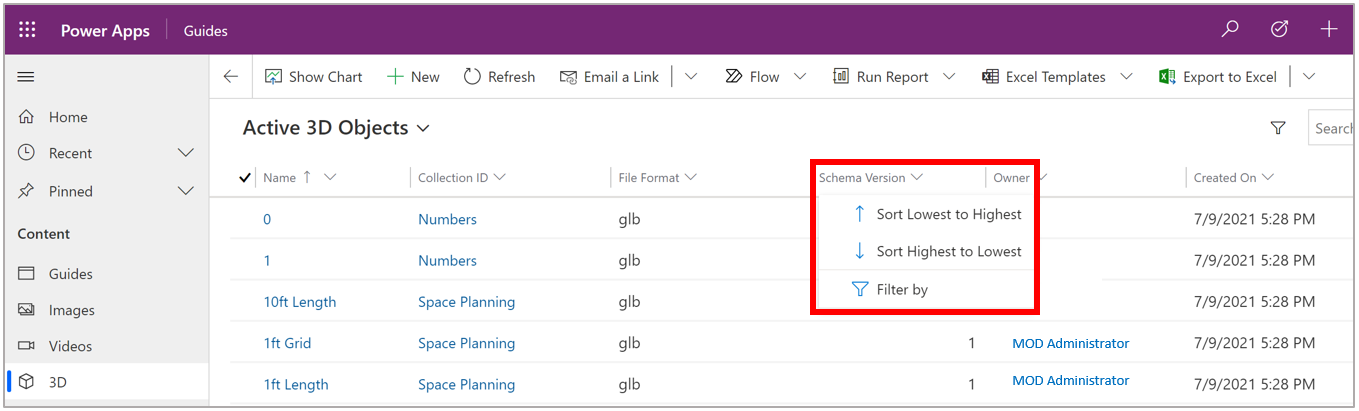 Power Apps Guides
Show Chart New Refresh Email a Link Flow Run Report Excel Templates Export to Excel
Home
Recent
Pinned
Content
Guides
Images
Videos
3D
Active 3D Objects
Search
Name Collection ID File Format Schema Version Owner Created On
Sort Lowest to Highest
Sort Highest to Lowest
Filter by
0 Numbers glb 7/9/2021 5:28 PM
1 Numbers glb 7/9/2021 5:28 PM
10ft Length Space Planning glb 7/9/2021 5:28 PM
1ft Grid Space Planning glb 1 MOD Administrator 7/9/2021 5:28 PM
1ft Length Space Planning glb 1 MOD Administrator 7/9/2021 5:28 PM